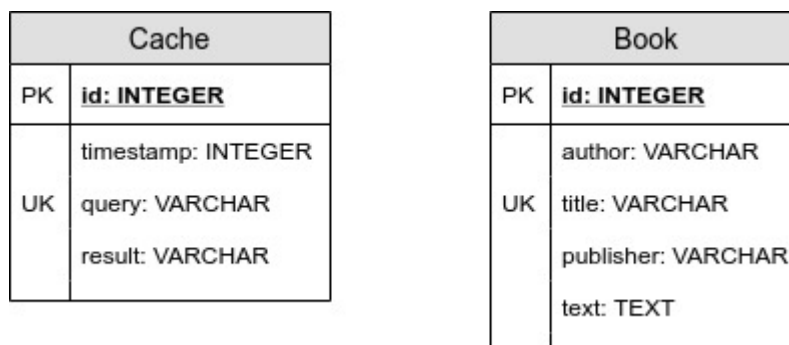 Cache
PK id: INTEGER
timestamp: INTEGER
UK query: VARCHAR
result: VARCHAR
Book
PK id: INTEGER
author: VARCHAR
UK title: VARCHAR
publisher: VARCHAR
text: TEXT